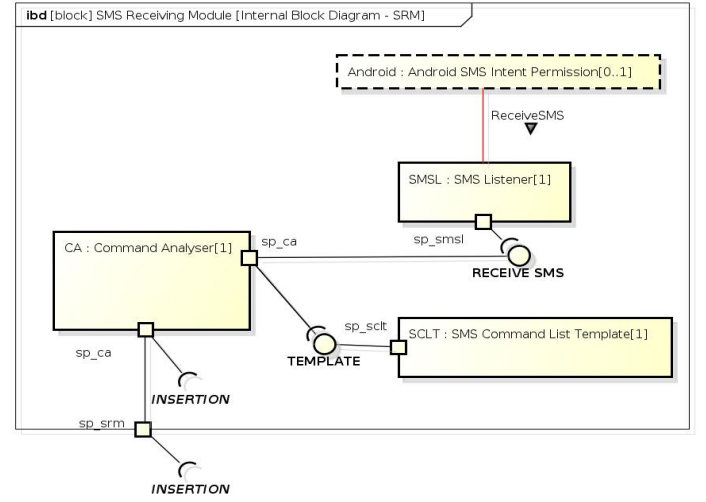 ibd [block] SMS Receiving Module [Internal Block Diagram - SRM]
Android : Android SMS Intent Permission[0..1]
ReceiveSMS
SMSL : SMS Listener[1]
sp_smsl
CA : Command Analyser[1]
sp_ca
RECEIVE SMS
sp_sclt
SCLT : SMS Command List Template[1]
TEMPLATE
sp_ca
INSERTION
sp_srm
INSERTION